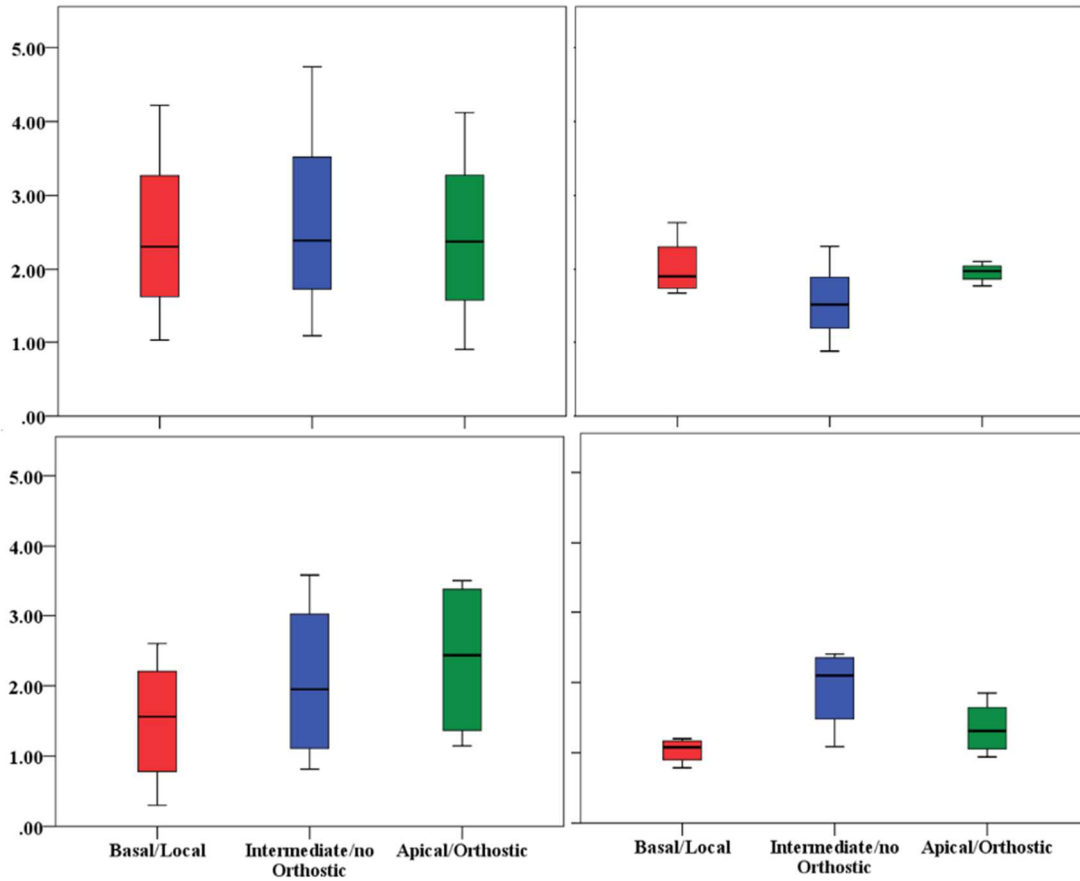 5.00
4.00
3.00
2.00
1.00
.00
5.00
4.00
3.00
2.00
1.00
.00
Basal/Local
Intermediate/no
Orthostic
Apical/Orthostic
Basal/Local
Intermediate/no
Orthostic
Apical/Orthostic